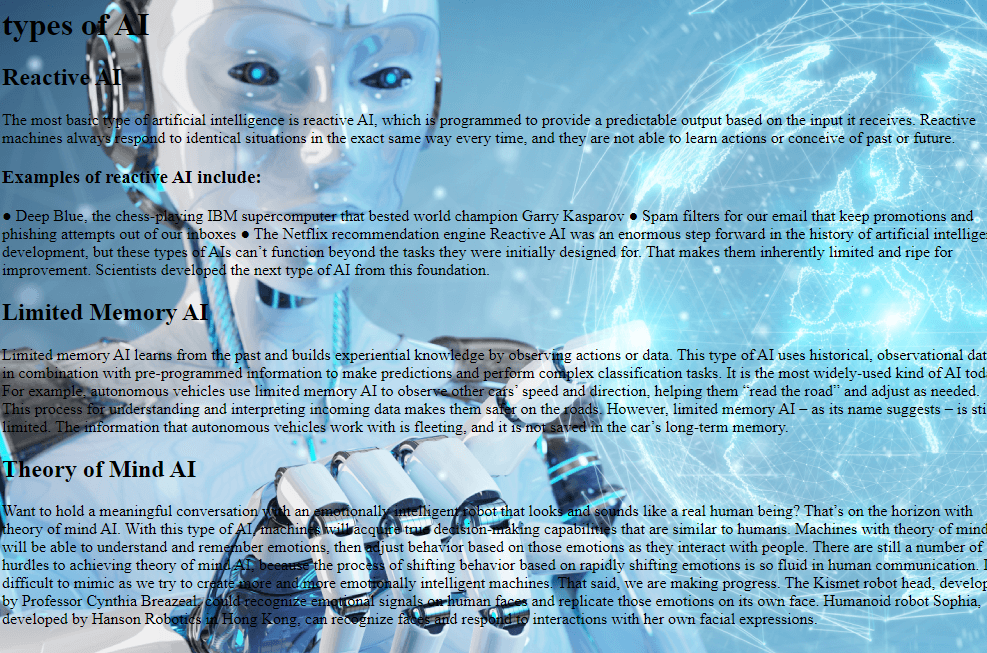 types of AI
Reactive AI
The most basic type of artificial intelligence is reactive AI, which is programmed to provide a predictable output based on the input it receives. Reactive
machines always respond to identical situations in the exact same way every time, and they are not able to learn actions or conceive of past or future.
Examples of reactive AI include:
● Deep Blue, the chess-playing IBM supercomputer that bested world champion Garry Kasparov ● Spam filters for our email that keep promotions and
phishing attempts out of our inboxes ● The Netflix recommendation engine Reactive AI was an enormous step forward in the history of artificial intellige
development, but these types of AIs can’t function beyond the tasks they were initially designed for. That makes them inherently limited and ripe for
improvement. Scientists developed the next type of AI from this foundation.
Limited Memory AI
Limited memory AI learns from the past and builds experiential knowledge by observing actions or data. This type of AI uses historical, observational dat
in combination with pre-programmed information to make predictions and perform complex classification tasks. It is the most widely-used kind of AI tod
For example, autonomous vehicles use limited memory AI to observe other cars’ speed and direction, helping them “read the road” and adjust as needed.
This process for understanding and interpreting incoming data makes them safer on the roads. However, limited memory AI – as its name suggests – is sti
limited. The information that autonomous vehicles work with is fleeting, and it is not saved in the car’s long-term memory.
Theory of Mind AI
Want to hold a meaningful conversation with an emotionally intelligent robot that looks and sounds like a real human being? That’s on the horizon with
theory of mind AI. With this type of AI, machines will acquire true decision-making capabilities that are similar to humans. Machines with theory of mind
will be able to understand and remember emotions, then adjust behavior based on those emotions as they interact with people. There are still a number of
hurdles to achieving theory of mind AI, because the process of shifting behavior based on rapidly shifting emotions is so fluid in human communication. I
difficult to mimic as we try to create more and more emotionally intelligent machines. That said, we are making progress. The Kismet robot head, develop
by Professor Cynthia Breazeal, could recognize emotional signals on human faces and replicate those emotions on its own face. Humanoid robot Sophia,
developed by Hanson Robotics in Hong Kong, can recognize faces and respond to interactions with her own facial expressions.